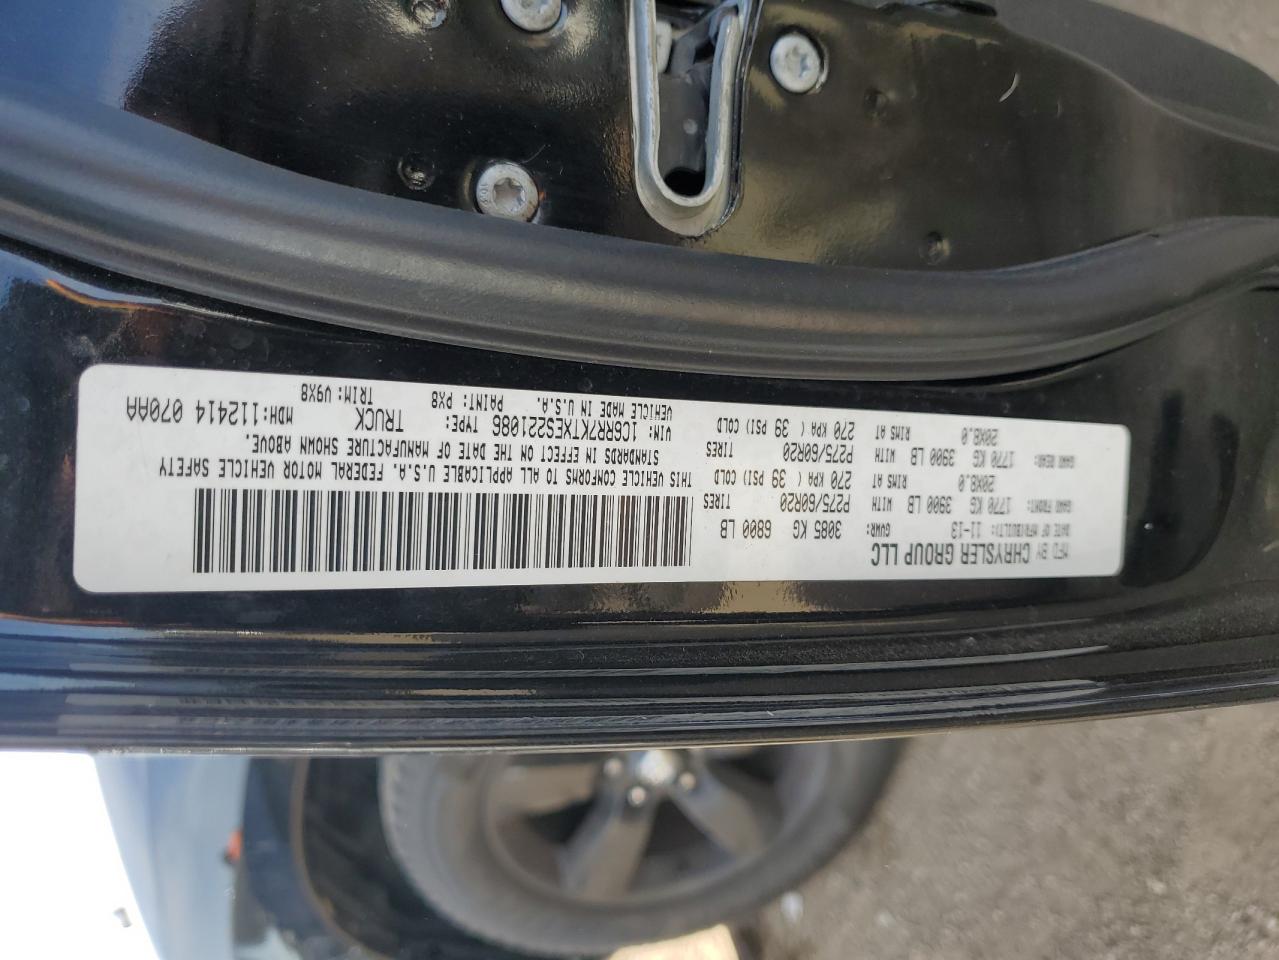 MFD BY CHRYSLER GROUP LLC
DATE OF MFR(BUILT): 11-13 GVWR: 3085 KG 6800 LB
GAWR FRONT: 1770 KG 3900 LB WITH P275/60R20 TIRES
20X8.0 RIMS AT 270 KPA( 39 PSI) COLD
GAWR REAR: 1770 KG 3900 LB WITH P275/60R20 TIRES
20X8.0 RIMS AT 270 KPA( 39 PSI) COLD
THIS VEHICLE CONFORMS TO ALL APPLICABLE U.S.A. FEDERAL MOTOR VEHICLE SAFETY
STANDARDS IN EFFECT ON THE DATE OF MANUFACTURE SHOWN ABOVE.
VIN: 1C6RR7KTXES221086 TYPE: TRUCK MDH:112414 070AA
VEHICLE MADE IN U.S.A. PAINT: PX8 TRIM: V9X8